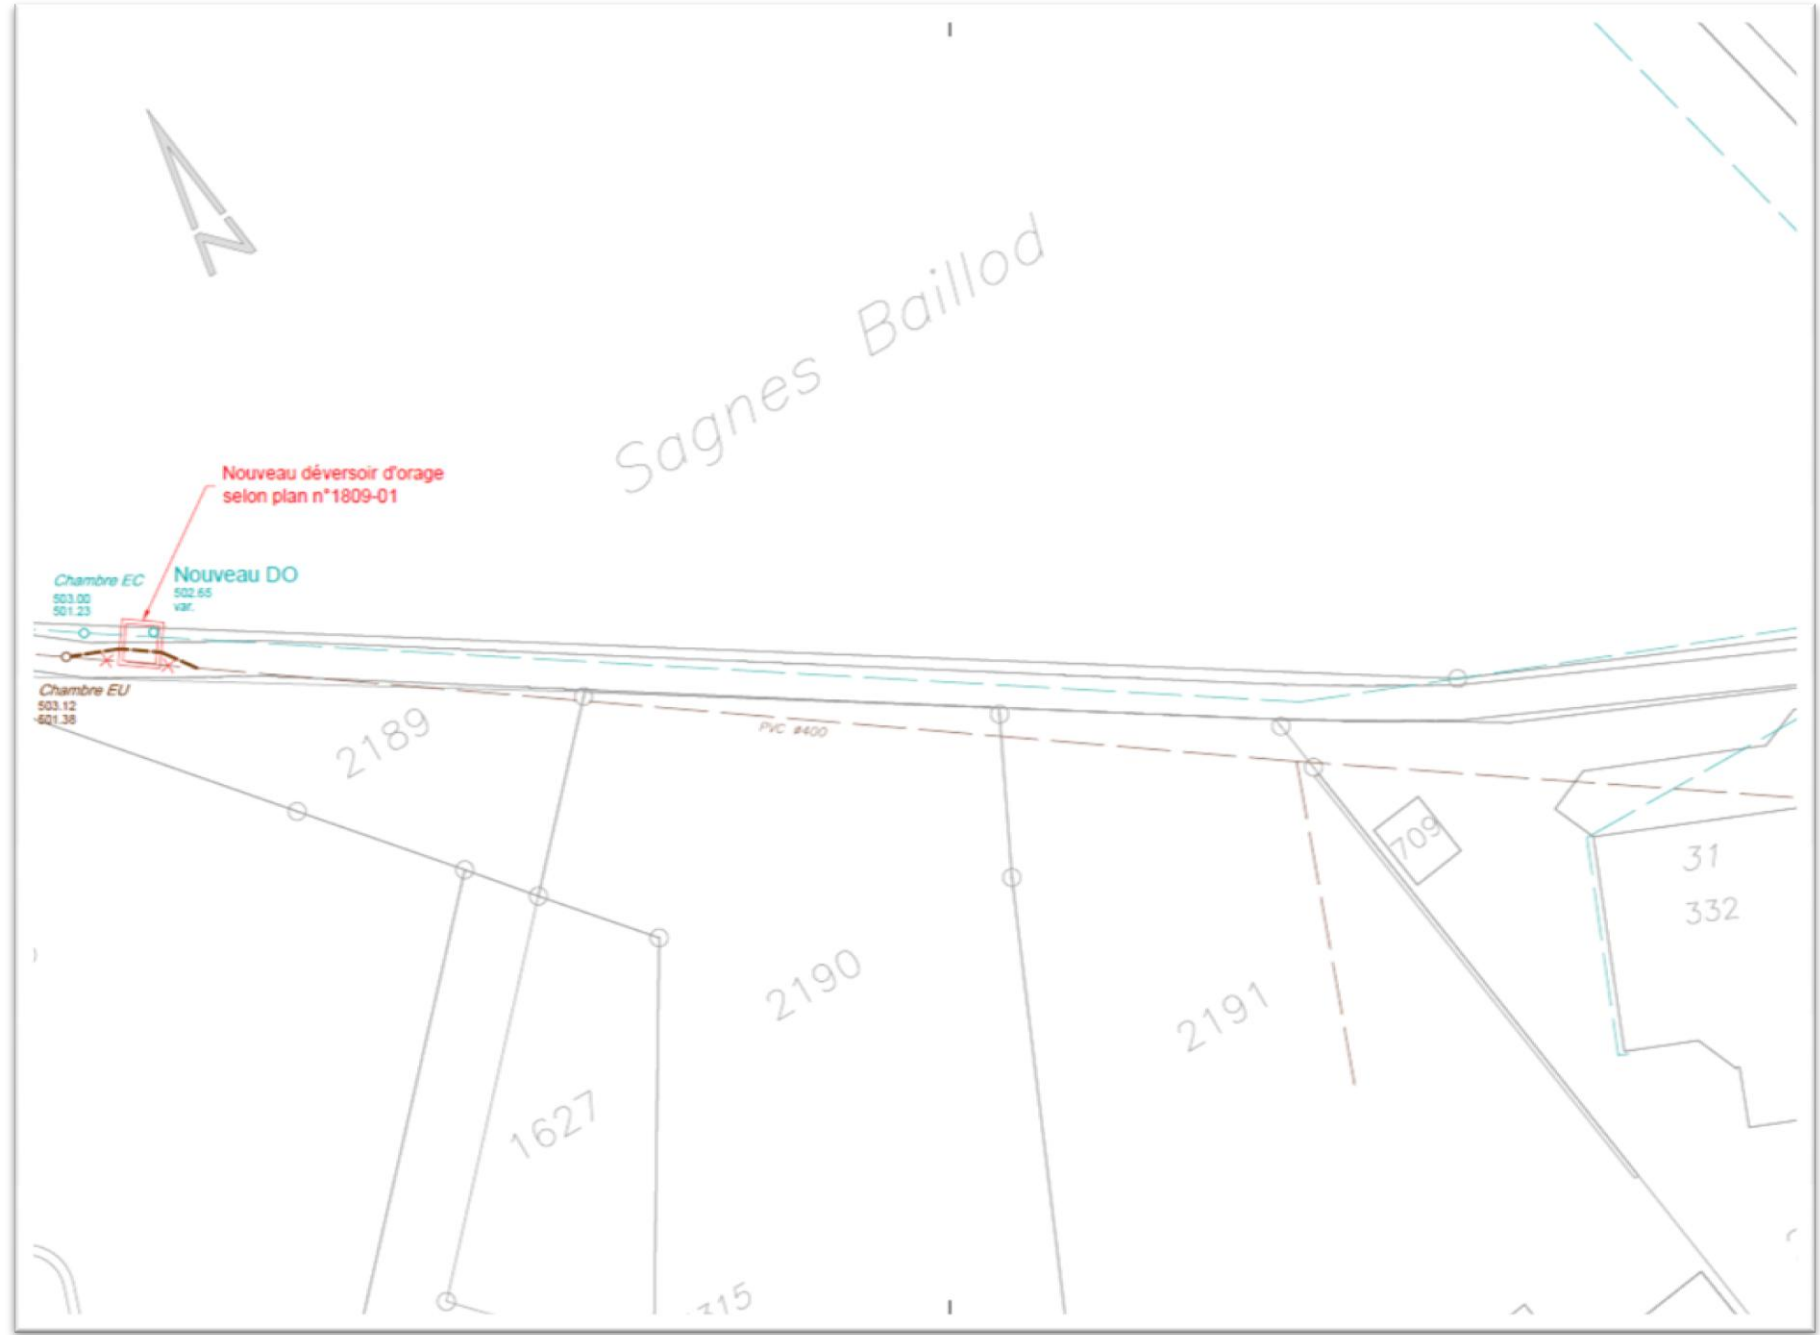 N
Sagnes Baillod
Nouveau déversoir d'orage
selon plan n°1809-01
Chambre EC
503.00
501.23
Nouveau DO
502.65
var.
Chambre EU
503.12
501.38
2189
PVC ø400
709
31
332
2190
2191
1627
315